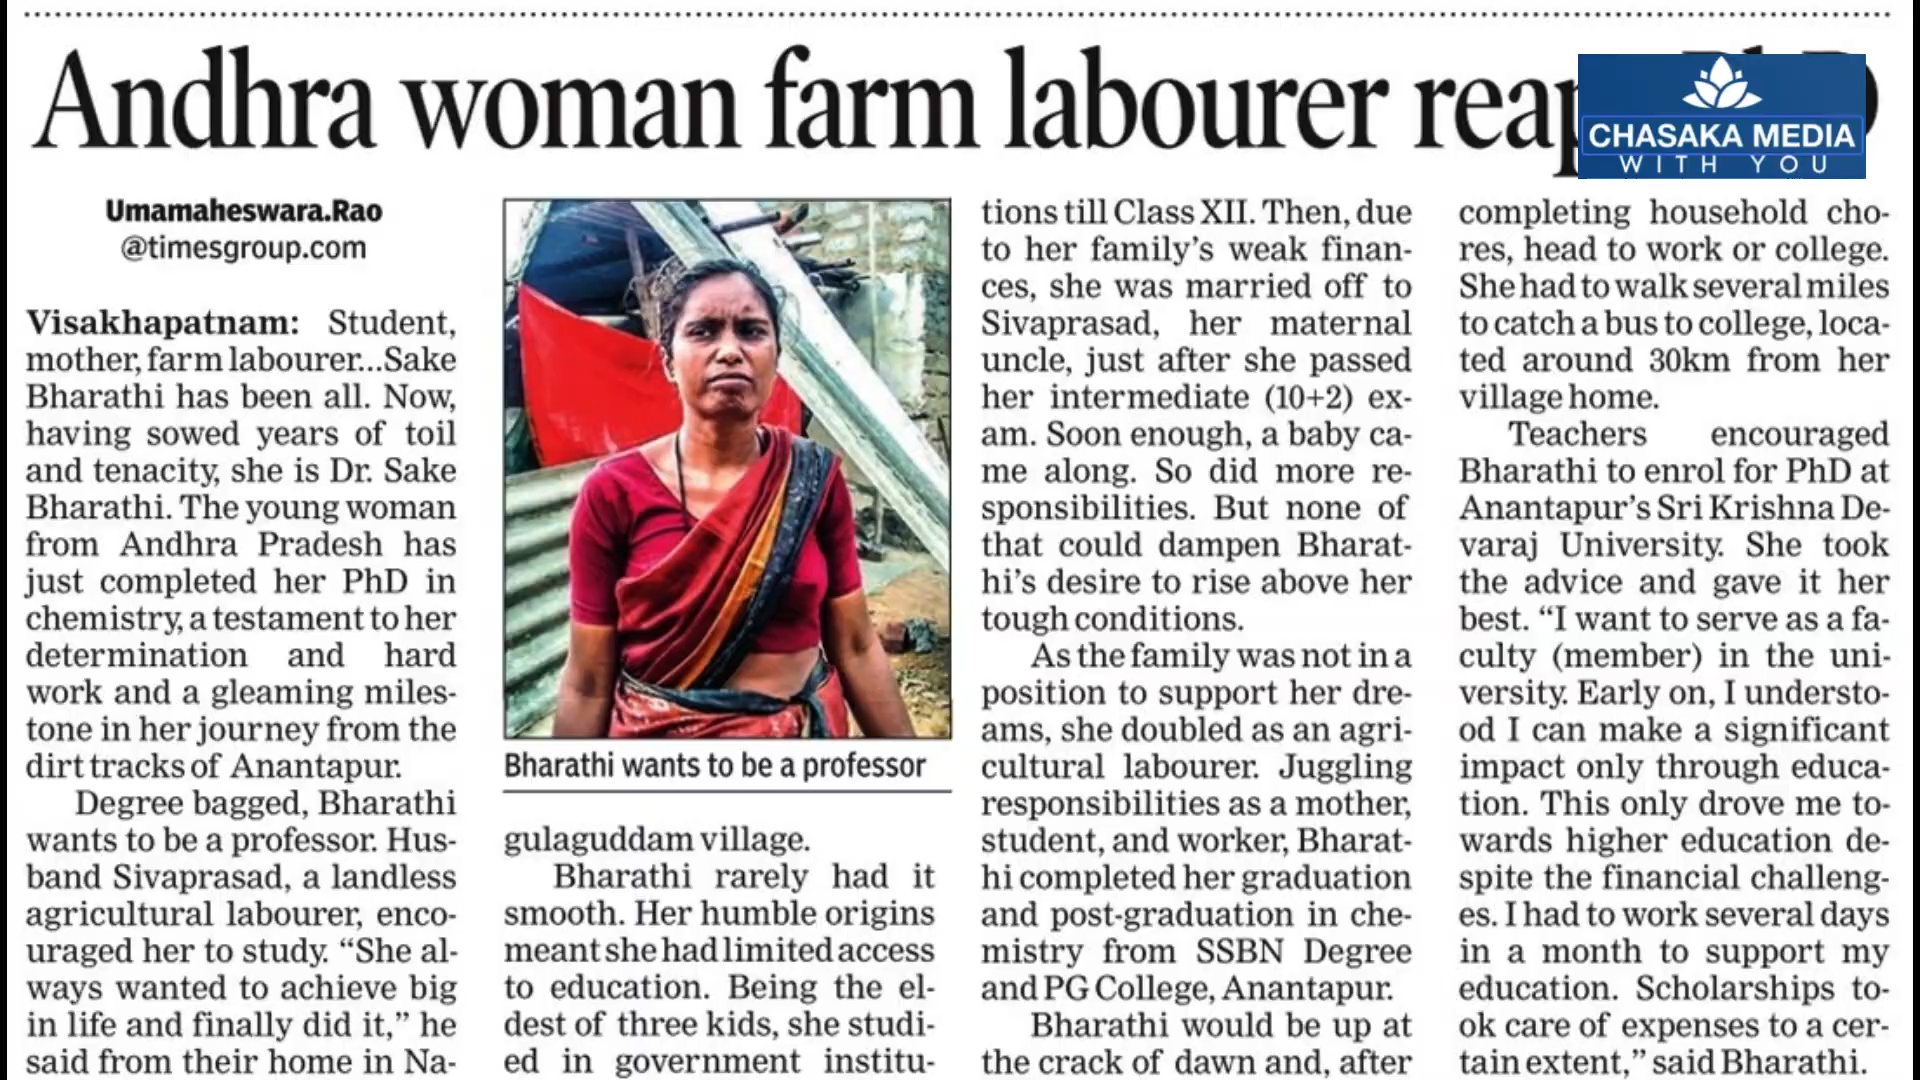 Andhra woman farm labourer
CHASAKA MEDIA
WITH YOU
Umamaheswara.Rao
@timesgroup.com
Visakhapatnam: Student,
mother, farm labourer...Sake
Bharathi has been all. Now,
having sowed years of toil
and tenacity, she is Dr. Sake
Bharathi. The young woman
from Andhra Pradesh has
just completed her PhD in
chemistry, a testament to her
determination and hard
work and a gleaming miles-
tone in her journey from the
dirt tracks of Anantapur.
Degree bagged, Bharathi
wants to be a professor. Hus-
band Sivaprasad, a landless
agricultural labourer, enco-
uraged her to study. “She al-
ways wanted to achieve big
in life and finally did it,” he
said from their home in Na-
Bharathi wants to be a professor
gulaguddam village.
Bharathi rarely had it
smooth. Her humble origins
meant she had limited access
to education. Being the el-
dest of three kids, she studi-
ed in government institu-
tions till Class XII. Then, due
to her family’s weak finan-
ces, she was married off to
Sivaprasad, her maternal
uncle, just after she passed
her intermediate (10+2) ex-
am. Soon enough, a baby ca-
me along. So did more re-
sponsibilities. But none of
that could dampen Bharat-
hi’s desire to rise above her
tough conditions.
As the family was not in a
position to support her dre-
ams, she doubled as an agri-
cultural labourer. Juggling
responsibilities as a mother,
student, and worker, Bharat-
hi completed her graduation
and post-graduation in che-
mistry from SSBN Degree
and PG College, Anantapur.
Bharathi would be up at
the crack of dawn and, after
completing household cho-
res, head to work or college.
She had to walk several miles
to catch a bus to college, loca-
ted around 30km from her
village home.
Teachers encouraged
Bharathi to enrol for PhD at
Anantapur’s Sri Krishna De-
varaj University. She took
the advice and gave it her
best. “I want to serve as a fa-
culty (member) in the uni-
versity. Early on, I understo-
od I can make a significant
impact only through educa-
tion. This only drove me to-
wards higher education de-
spite the financial challeng-
es. I had to work several days
in a month to support my
education. Scholarships to-
ok care of expenses to a cer-
tain extent,” said Bharathi.